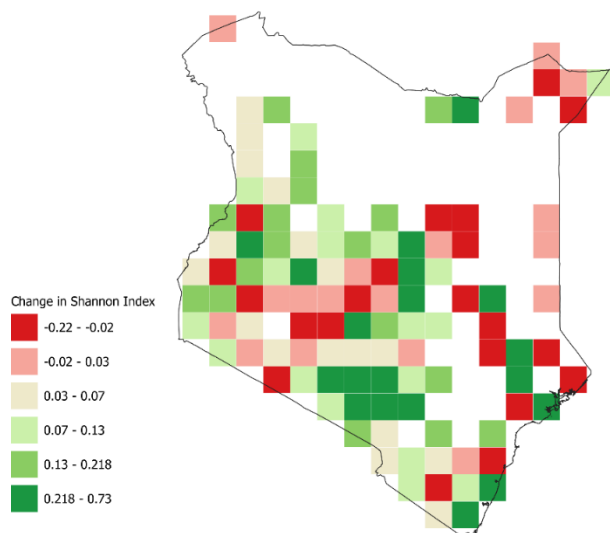 Change in Shannon Index
-0.22 - -0.02
-0.02 - 0.03
0.03 - 0.07
0.07 - 0.13
0.13 - 0.218
0.218 - 0.73